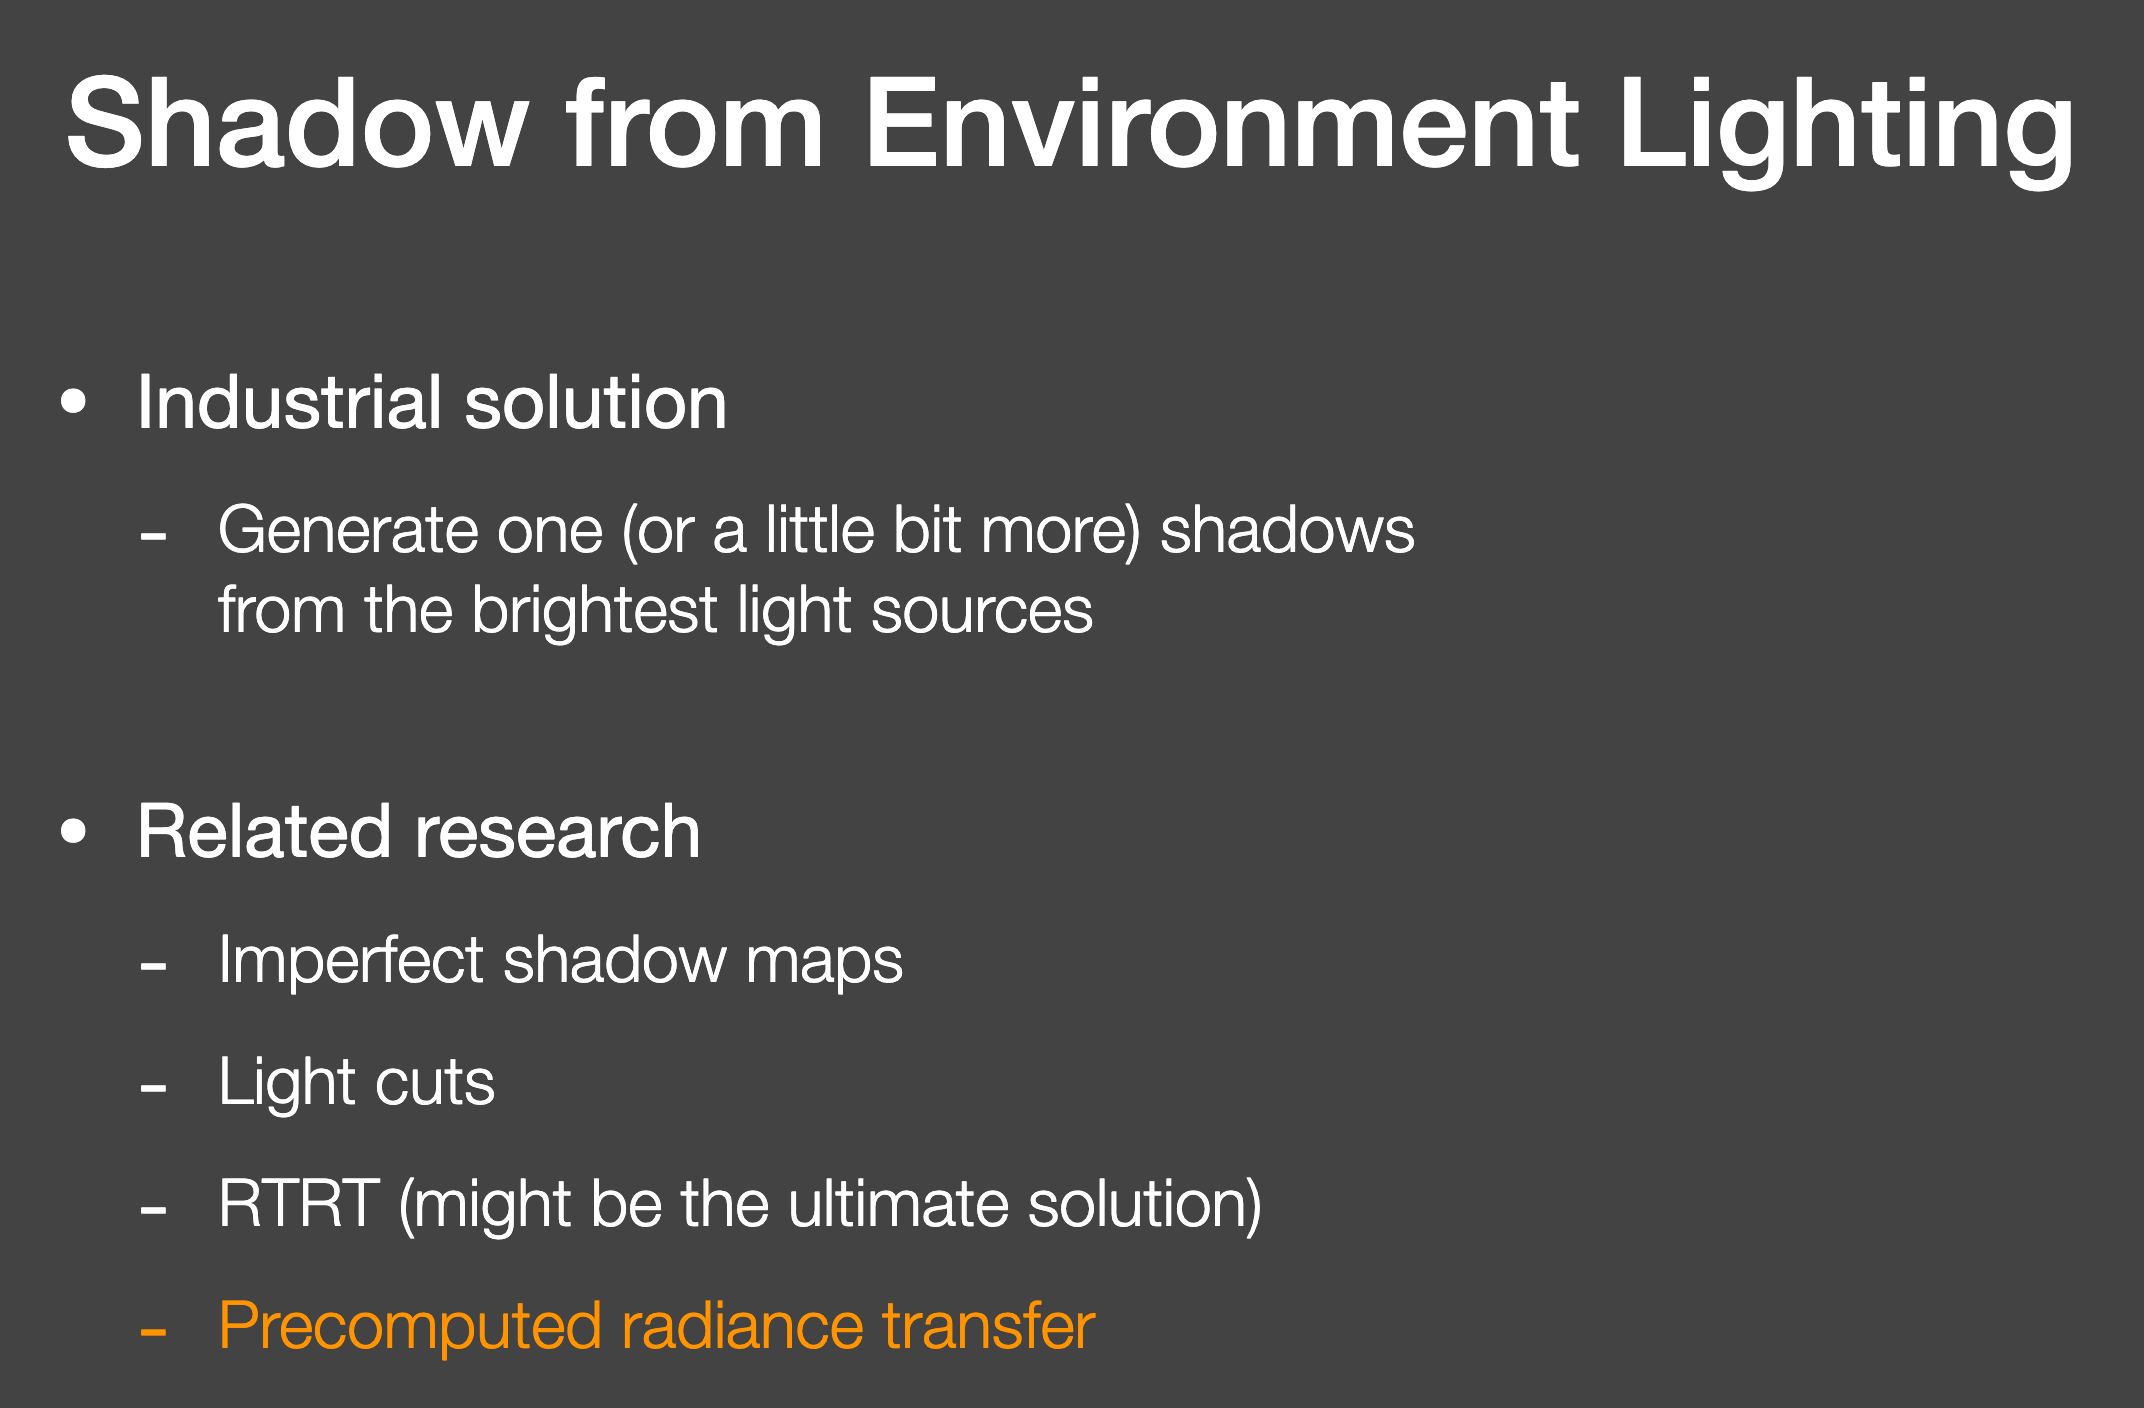 Shadow from Environment Lighting
• Industrial solution
- Generate one (or a little bit more) shadows
from the brightest light sources
• Related research
- Imperfect shadow maps
- Light cuts
- RTRT (might be the ultimate solution)
- Precomputed radiance transfer